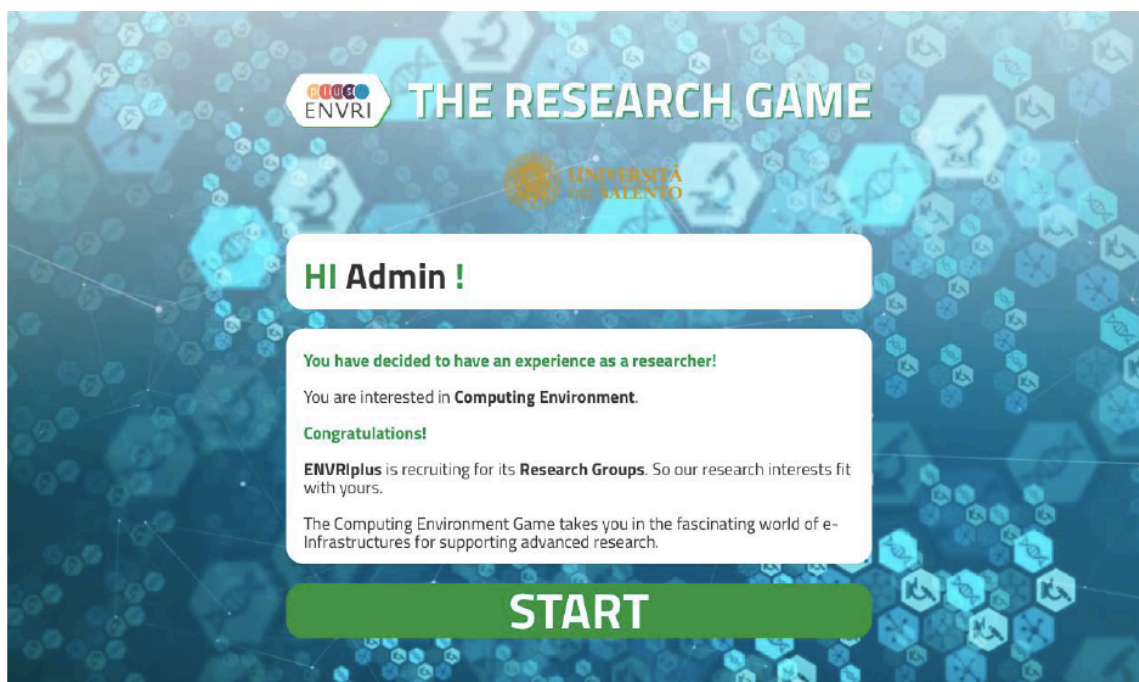 PLUS
ENVRI
THE RESEARCH GAME
UNIVERSITÀ
DEL SALENTO
HI Admin !
You have decided to have an experience as a researcher!
You are interested in Computing Environment.
Congratulations!
ENVRIplus is recruiting for its Research Groups. So our research interests fit
with yours.
The Computing Environment Game takes you in the fascinating world of e-
Infrastructures for supporting advanced research.
START